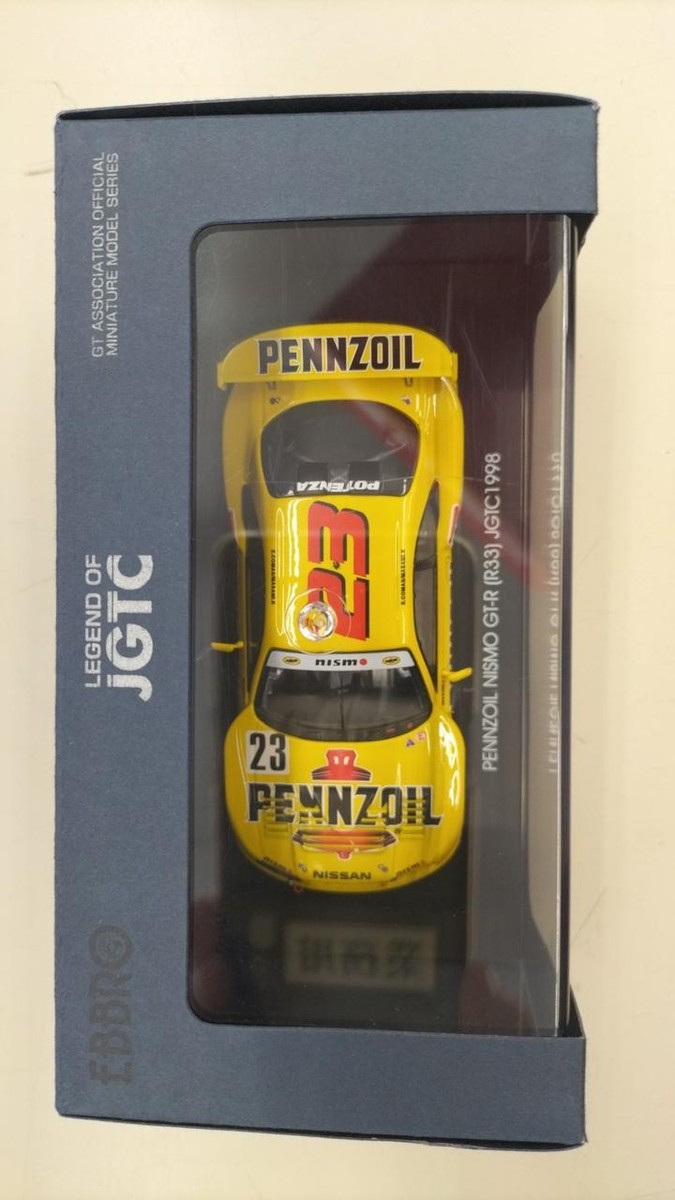 GT ASSOCIATION OFFICIAL
MINIATURE MODEL SERIES
LEGEND OF
JGTC
EBBRO
PENNZOIL
POTENZA
23
nismo
23
PENNZOIL
NISSAN
PENNZOIL NISMO GT-R (R33) JGTC1998